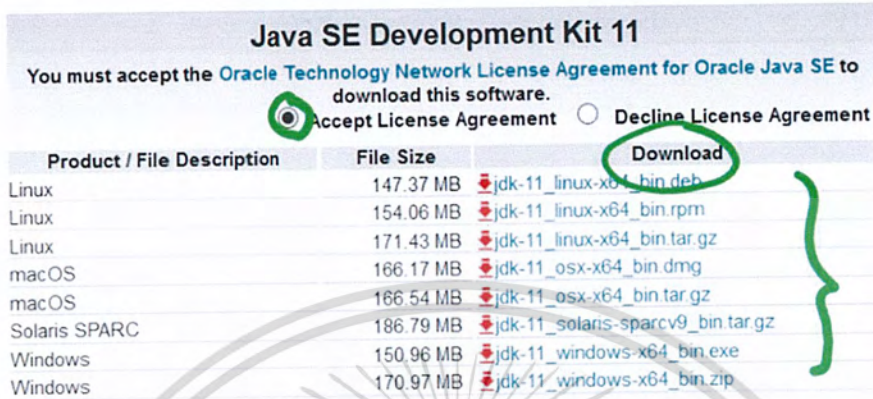 Java SE Development Kit 11
You must accept the Oracle Technology Network License Agreement for Oracle Java SE to
download this software.
Accept License Agreement Decline License Agreement
Product / File Description File Size Download
Linux 147.37 MB jdk-11_linux-x64_bin.deb
Linux 154.06 MB jdk-11_linux-x64_bin.rpm
Linux 171.43 MB jdk-11_linux-x64_bin.tar.gz
macOS 166.17 MB jdk-11_osx-x64_bin.dmg
macOS 166.54 MB jdk-11_osx-x64_bin.tar.gz
Solaris SPARC 186.79 MB jdk-11_solaris-sparcv9_bin.tar.gz
Windows 150.96 MB jdk-11_windows-x64_bin.exe
Windows 170.97 MB jdk-11_windows-x64_bin.zip